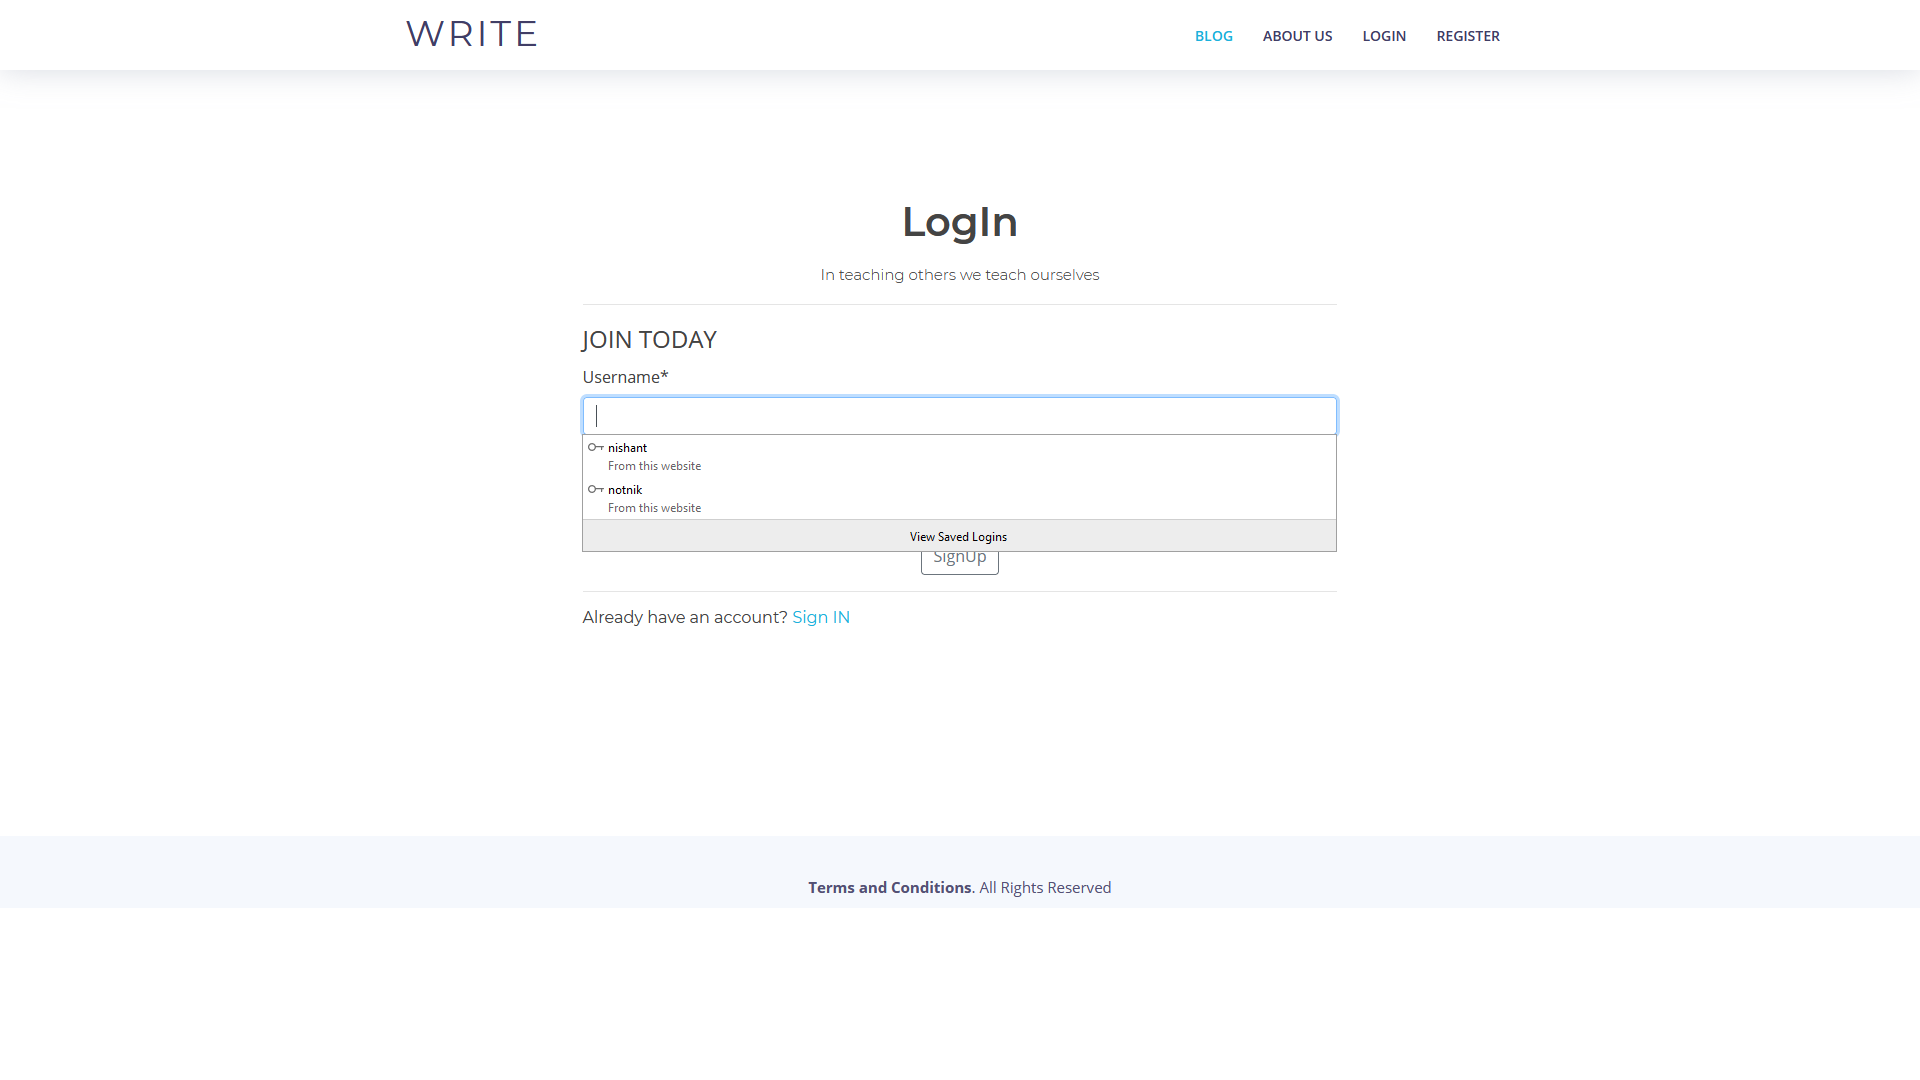 WRITE
BLOG ABOUT US LOGIN REGISTER
LogIn
In teaching others we teach ourselves
JOIN TODAY
Username*
nishant
From this website
notnik
From this website
View Saved Logins
SignUp
Already have an account? Sign IN
Terms and Conditions. All Rights Reserved